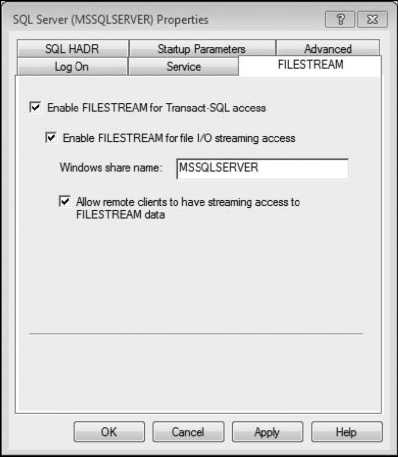 SQL Server (MSSQLSERVER) Properties
SQL HADR Startup Parameters Advanced
Log On Service FILESTREAM
Enable FILESTREAM for Transact-SQL access
Enable FILESTREAM for file I/O streaming access
Windows share name: MSSQLSERVER
Allow remote clients to have streaming access to
FILESTREAM data
OK Cancel Apply Help